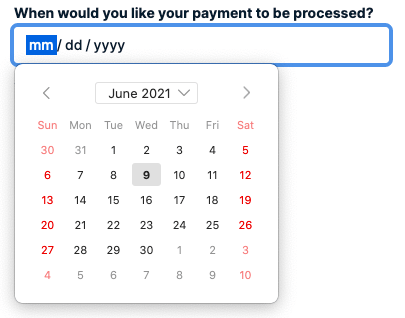 When would you like your payment to be processed?
mm / dd / yyyy
June 2021
Sun Mon Tue Wed Thu Fri Sat
30 31 1 2 3 4 5
6 7 8 9 10 11 12
13 14 15 16 17 18 19
20 21 22 23 24 25 26
27 28 29 30 1 2 3
4 5 6 7 8 9 10